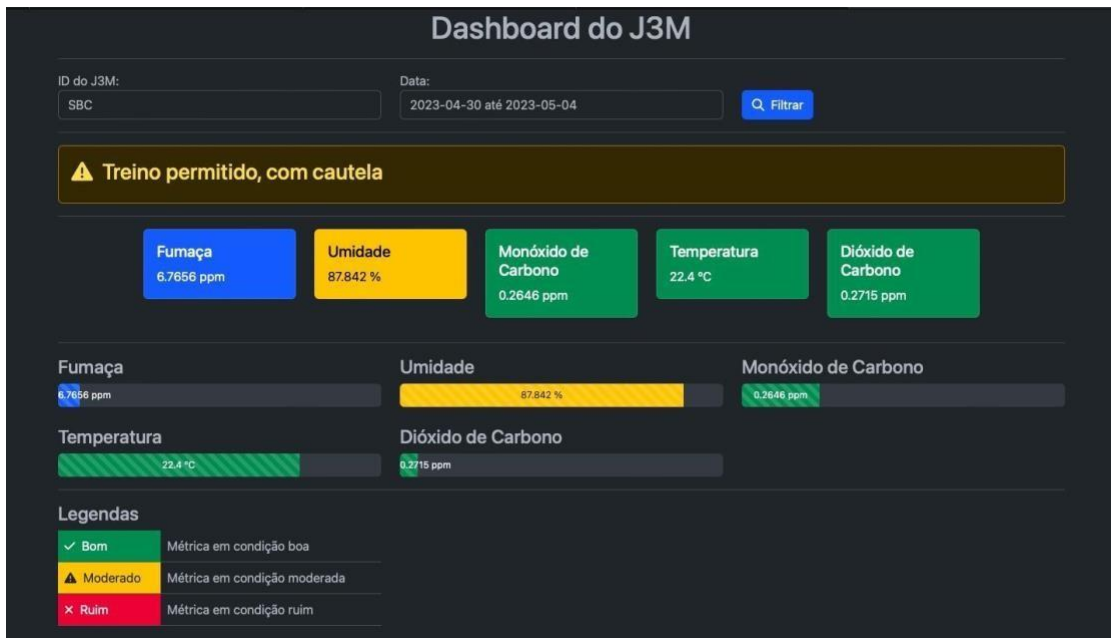 Dashboard do J3M
ID do J3M:
Data:
SBC
2023-04-30 até 2023-05-04
Filtrar
Treino permitido, com cautela
Fumaça
6.7656 ppm
Umidade
87.842 %
Monóxido de
Carbono
0.2646 ppm
Temperatura
22.4 °C
Dióxido de
Carbono
0.2715 ppm
Fumaça
6.7656 ppm
Umidade
87.842 %
Monóxido de Carbono
0.2646 ppm
Temperatura
22.4 °C
Dióxido de Carbono
0.2715 ppm
Legendas
Bom
Métrica em condição boa
Moderado
Métrica em condição moderada
Ruim
Métrica em condição ruim